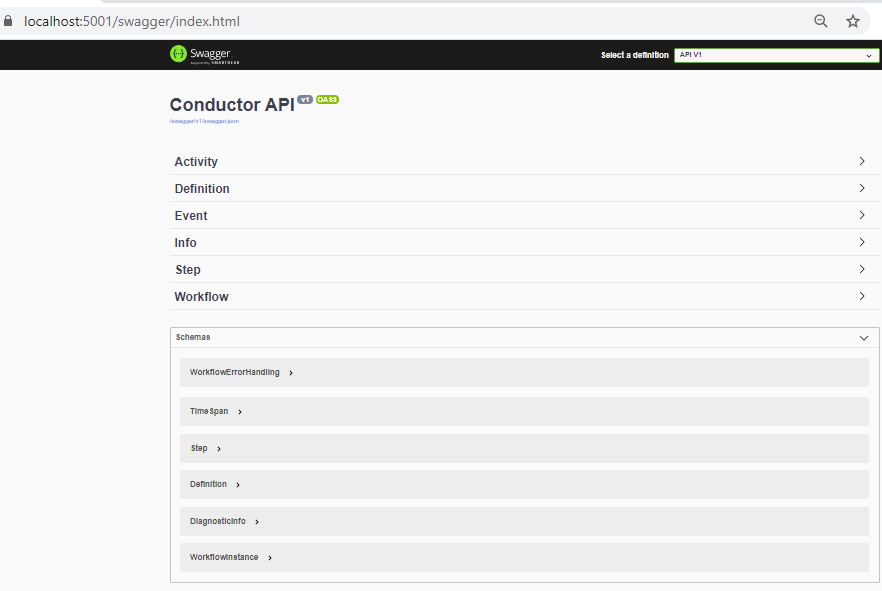 localhost:5001/swagger/index.html
Swagger
Supported by SMARTBEAR
Select a definition
API V1
Conductor API v1 OAS3
/swagger/v1/swagger.json
Activity
Definition
Event
Info
Step
Workflow
Schemas
WorkflowErrorHandling
TimeSpan
Step
Definition
DiagnosticInfo
WorkflowInstance